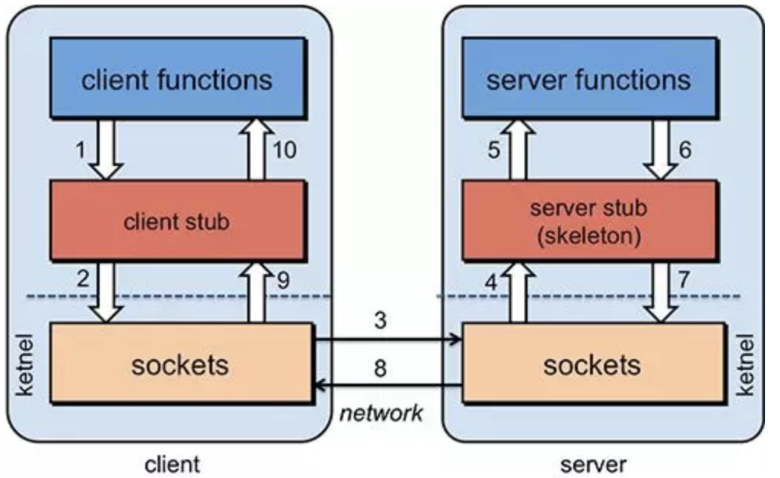 client functions
server functions
1
10
5
6
client stub
server stub
(skeleton)
2
9
4
7
3
ketnel
sockets
8
sockets
ketnel
network
client
server